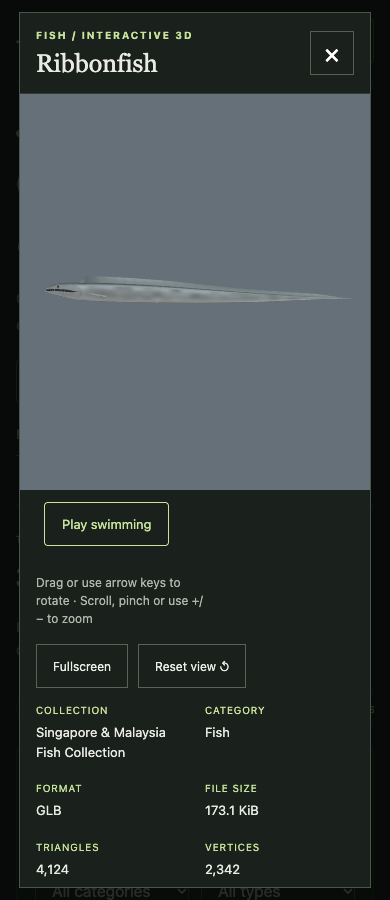 FISH / INTERACTIVE 3D
Ribbonfish
×
Play swimming
Drag or use arrow keys to
rotate · Scroll, pinch or use +/
– to zoom
Fullscreen
Reset view ↺
COLLECTION
Singapore & Malaysia
Fish Collection
CATEGORY
Fish
FORMAT
GLB
FILE SIZE
173.1 KiB
TRIANGLES
4,124
VERTICES
2,342
All categories
All types